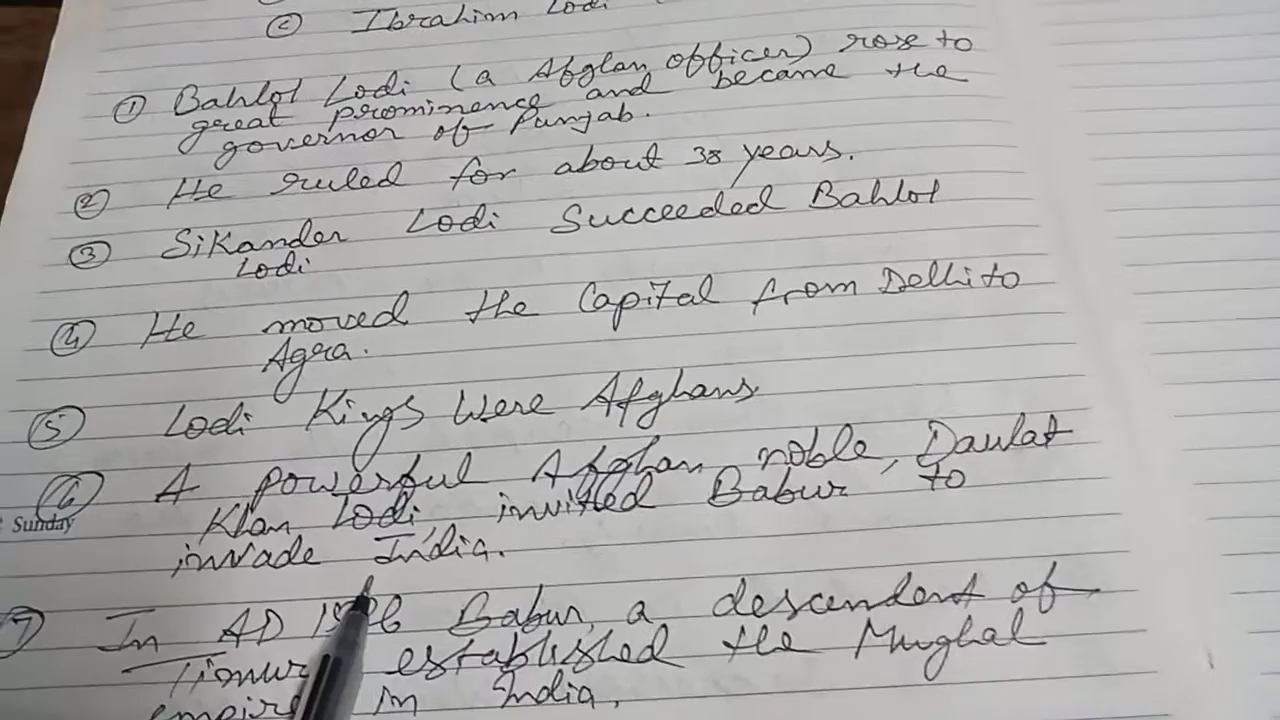 © Ibrahim Lodi
① Bahlol Lodi (a Afglan officer) rose to
great prominence and became the
governor of Punjab.
② He ruled for about 38 years.
③ Sikander Lodi Succeeded Bahlol
Lodi
④ He moved the Capital from Delhi to
Agra.
⑤ Lodi Kings Were Afghans
⑥ A powerful Afghan noble, Daulat
Khan Lodi invited Babur to
Sunday
invade India.
7 In AD Babur, a descendent of
established the Mughal
in India.